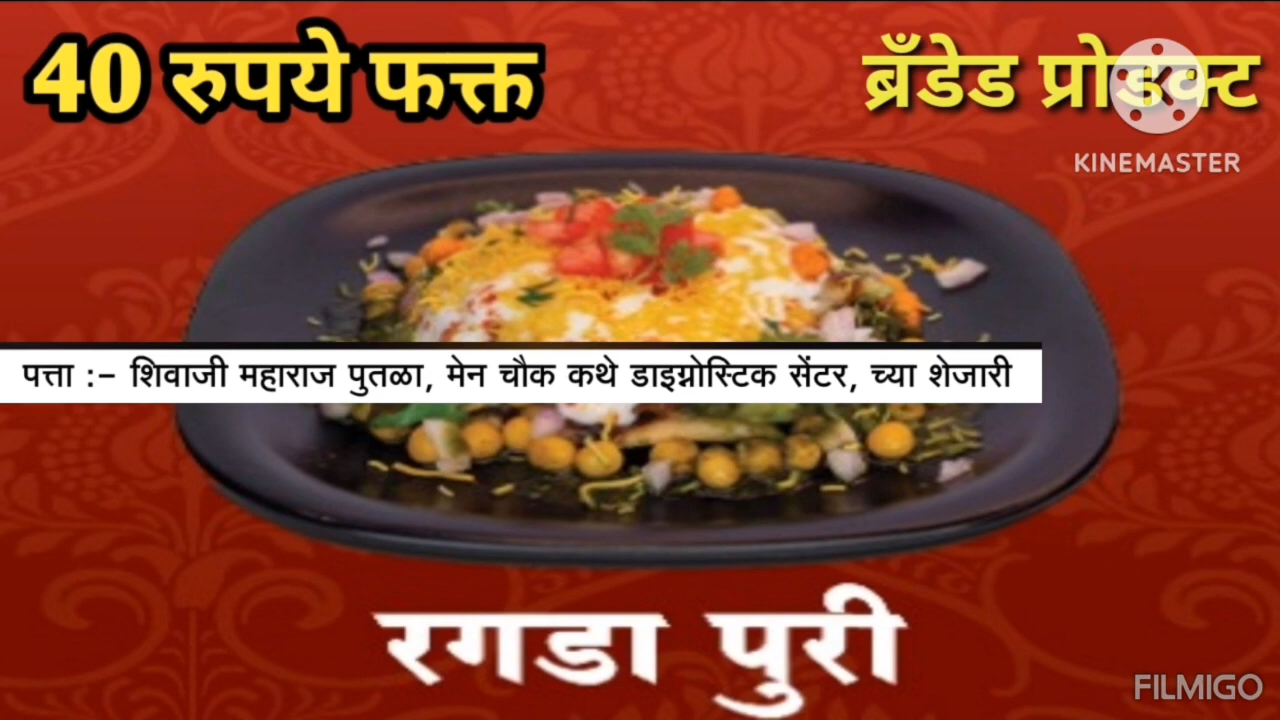 40 रुपये फक्त
ब्रँडेड प्रोडक्ट
KINEMASTER
पत्ता :- शिवाजी महाराज पुतळा, मेन चौक कथे डाइग्नोस्टिक सेंटर, च्या शेजारी
रगडा पुरी
FILMIGO